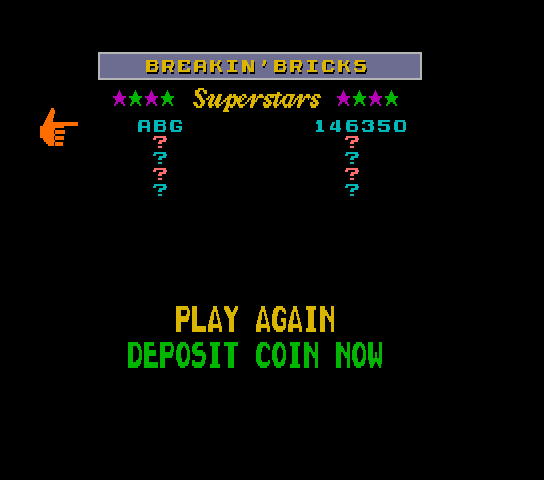 BREAKIN'BRICKS
Superstars
ABG 146350
? ?
? ?
? ?
? ?
PLAY AGAIN
DEPOSIT COIN NOW